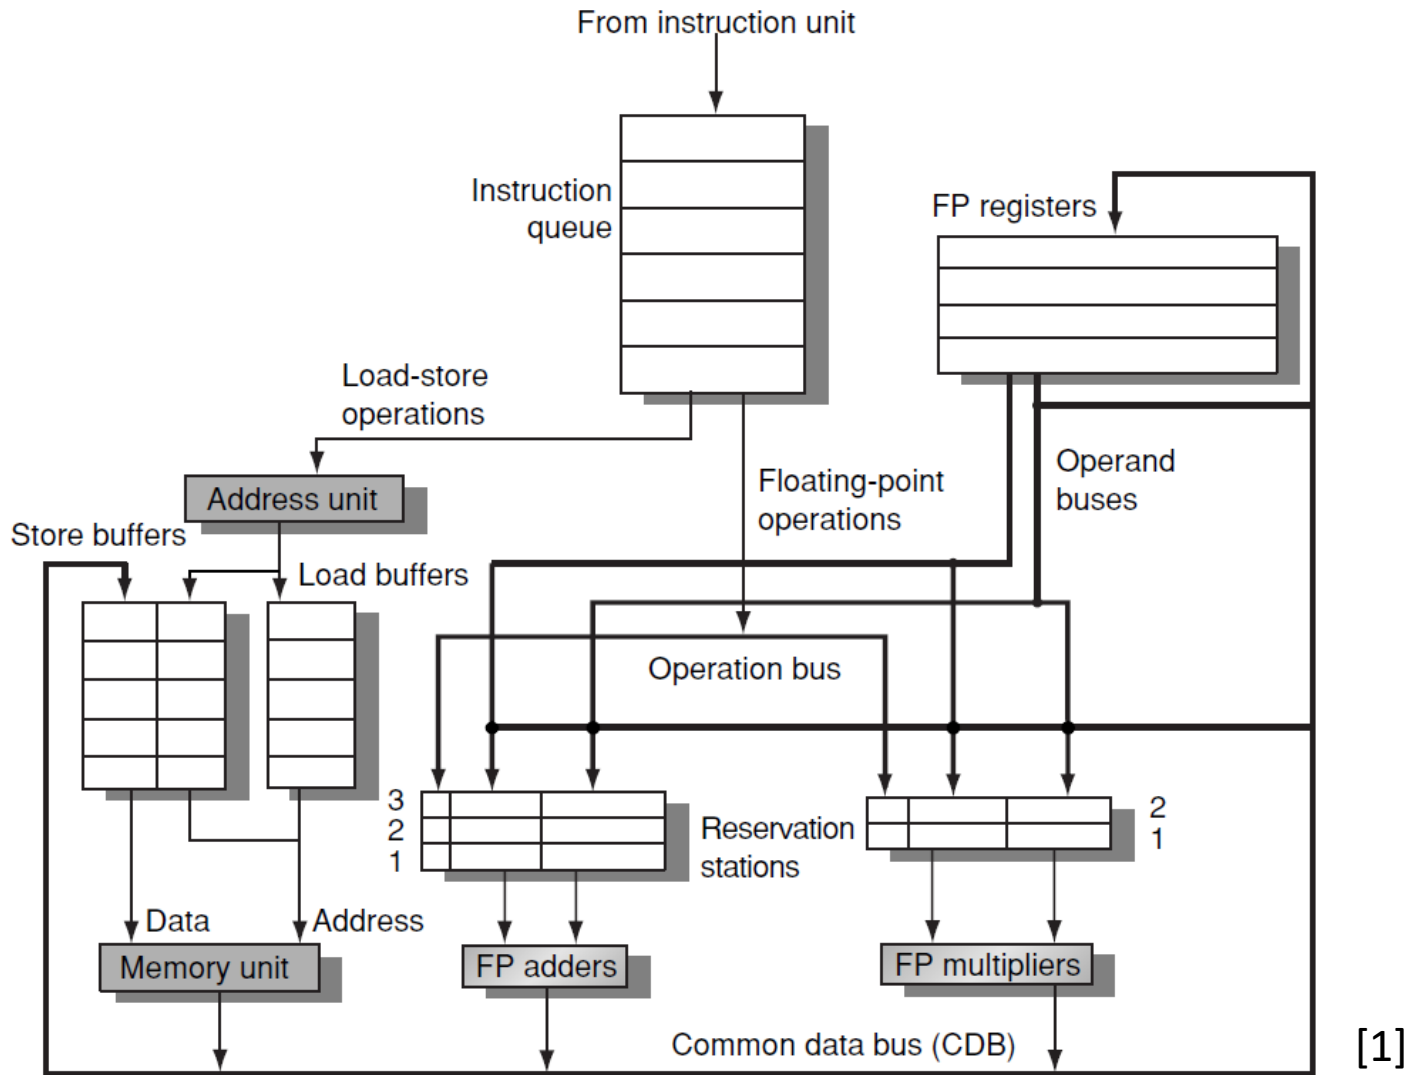 From instruction unit
Instruction
queue
FP registers
Load-store
operations
Operand
buses
Address unit
Floating-point
operations
Store buffers
Load buffers
Operation bus
3
2
1
Reservation
stations
2
1
Data
Address
Memory unit
FP adders
FP multipliers
Common data bus (CDB)
[1]